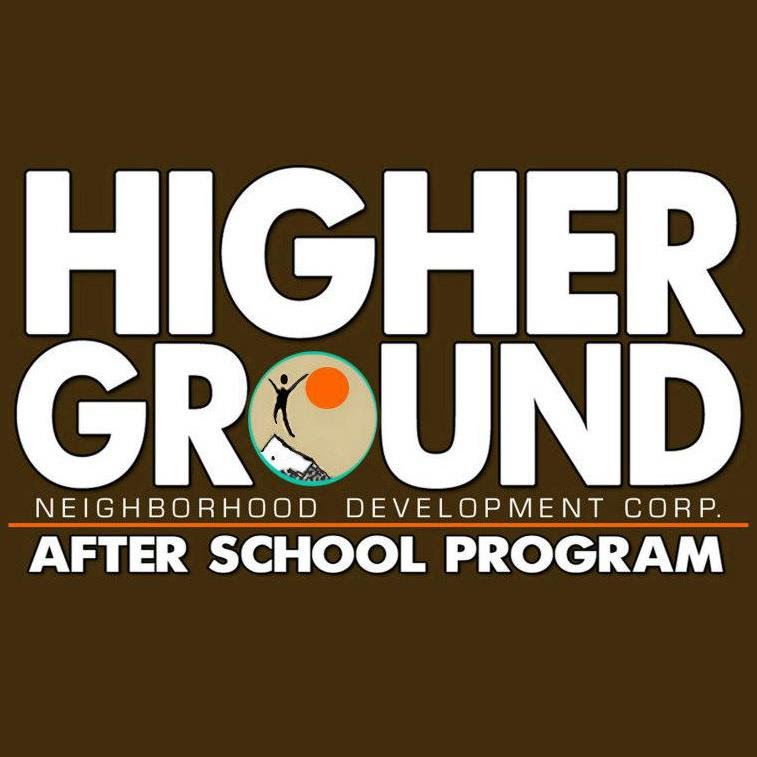 HIGHER
GROUND
NEIGHBORHOOD DEVELOPMENT CORP.
AFTER SCHOOL PROGRAM